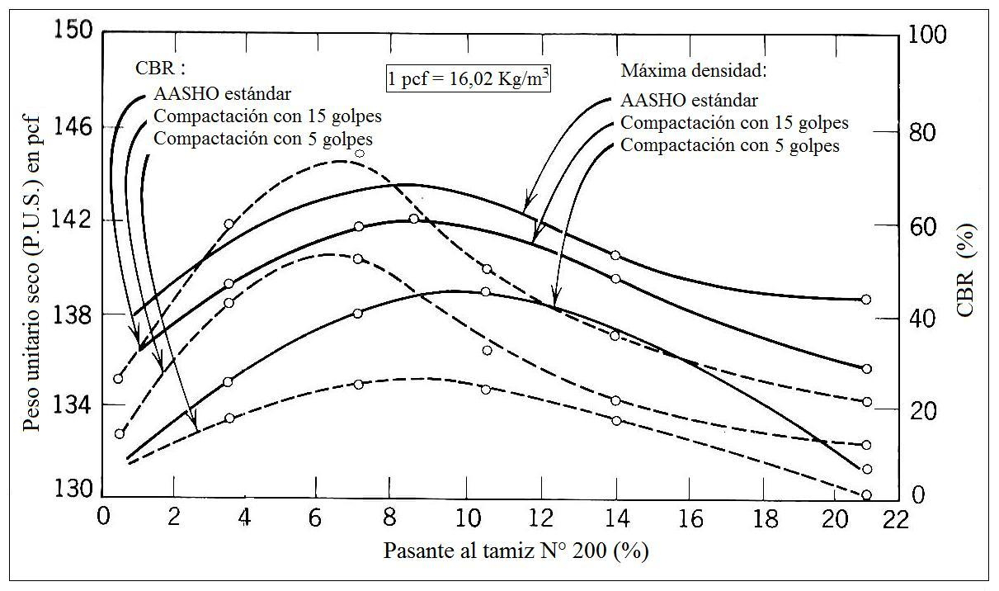 150
146
142
138
134
130
Peso unitario seco (P.U.S.) en pcf
CBR :
AASHO estándar
Compactación con 15 golpes
Compactación con 5 golpes
1 pcf = 16,02 Kg/m³
Máxima densidad:
AASHO estándar
Compactación con 15 golpes
Compactación con 5 golpes
100
80
60
40
20
0
CBR (%)
0 2 4 6 8 10 12 14 16 18 20 22
Pasante al tamiz N° 200 (%)